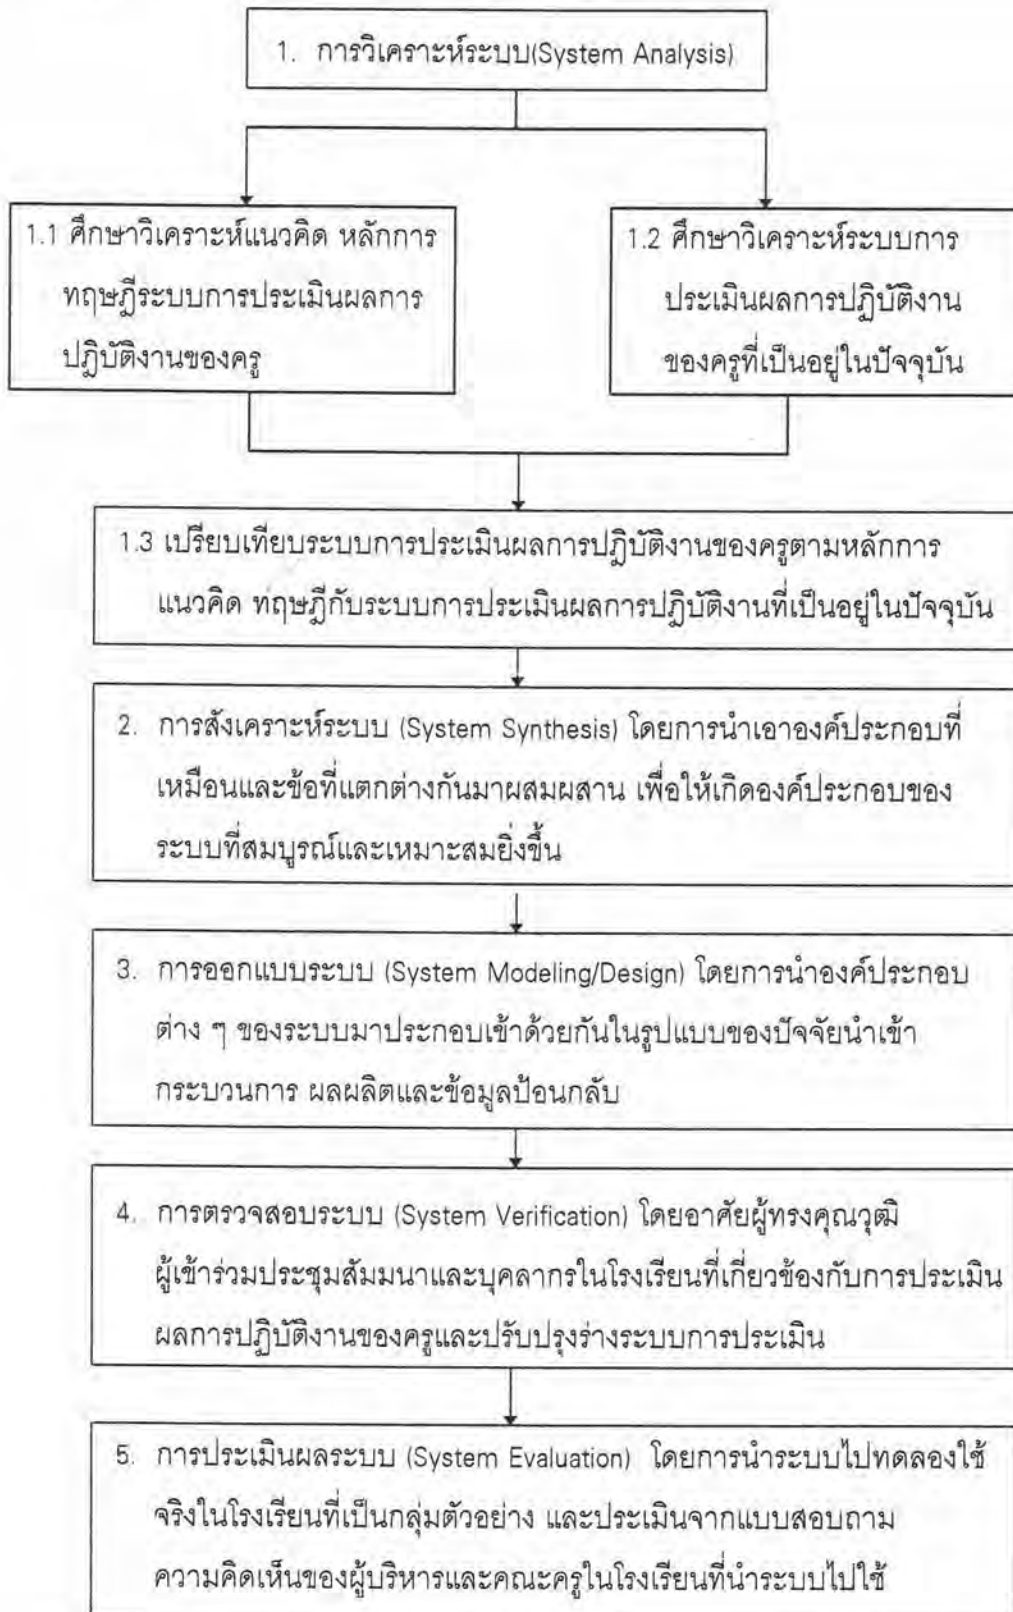 1. การวิเคราะห์ระบบ(System Analysis)
1.1 ศึกษาวิเคราะห์แนวคิด หลักการ
ทฤษฎีระบบการประเมินผลการ
ปฏิบัติงานของครู
1.2 ศึกษาวิเคราะห์ระบบการ
ประเมินผลการปฏิบัติงาน
ของครูที่เป็นอยู่ในปัจจุบัน
1.3 เปรียบเทียบระบบการประเมินผลการปฏิบัติงานของครูตามหลักการ
แนวคิด ทฤษฎีกับระบบการประเมินผลการปฏิบัติงานที่เป็นอยู่ในปัจจุบัน
2. การสังเคราะห์ระบบ (System Synthesis) โดยการนำเอาองค์ประกอบที่
เหมือนและข้อที่แตกต่างกันมาผสมผสาน เพื่อให้เกิดองค์ประกอบของ
ระบบที่สมบูรณ์และเหมาะสมยิ่งขึ้น
3. การออกแบบระบบ (System Modeling/Design) โดยการนำองค์ประกอบ
ต่าง ๆ ของระบบมาประกอบเข้าด้วยกันในรูปแบบของปัจจัยนำเข้า
กระบวนการ ผลผลิตและข้อมูลป้อนกลับ
4. การตรวจสอบระบบ (System Verification) โดยอาศัยผู้ทรงคุณวุฒิ
ผู้เข้าร่วมประชุมสัมมนาและบุคลากรในโรงเรียนที่เกี่ยวข้องกับการประเมิน
ผลการปฏิบัติงานของครูและปรับปรุงร่างระบบการประเมิน
5. การประเมินผลระบบ (System Evaluation) โดยการนำระบบไปทดลองใช้
จริงในโรงเรียนที่เป็นกลุ่มตัวอย่าง และประเมินจากแบบสอบถาม
ความคิดเห็นของผู้บริหารและคณะครูในโรงเรียนที่นำระบบไปใช้